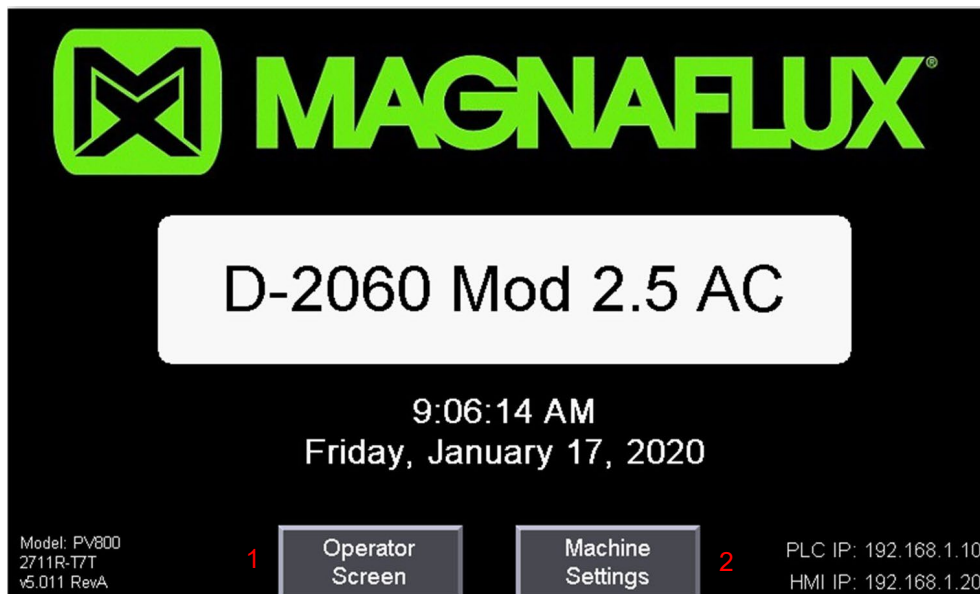 MAGNAFLUX®
D-2060 Mod 2.5 AC
9:06:14 AM
Friday, January 17, 2020
Model: PV800
2711R-T7T
v5.011 RevA
1
Operator
Screen
Machine
Settings
2
PLC IP: 192.168.1.10
HMI IP: 192.168.1.20